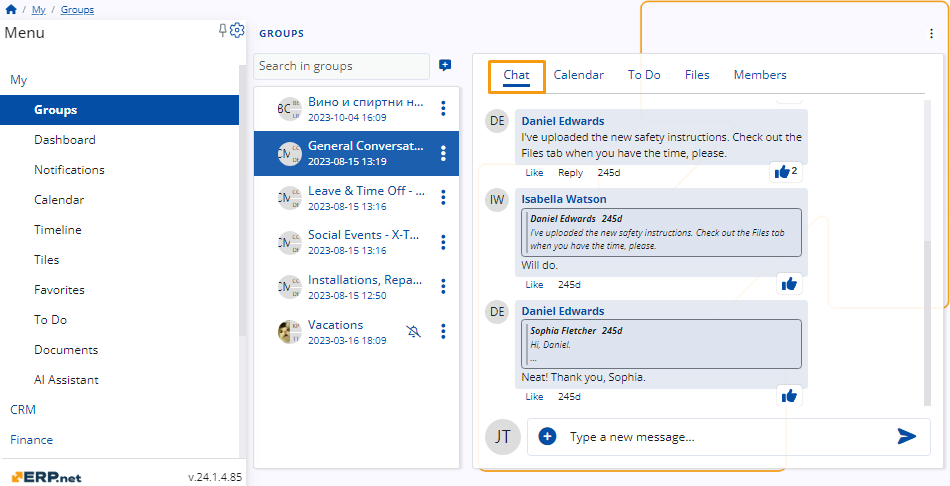 / My / Groups
Menu
My
Groups
Dashboard
Notifications
Calendar
Timeline
Tiles
Favorites
To Do
Documents
AI Assistant
CRM
Finance
ERP.net
v.24.1.4.85
GROUPS
Search in groups
Вино и спиртни н...
2023-10-04 16:09
General Conversat...
2023-08-15 13:19
Leave & Time Off - ...
2023-08-15 13:16
Social Events - X-T...
2023-08-15 13:16
Installations, Repa...
2023-08-15 12:50
Vacations
2023-03-16 18:09
Chat Calendar To Do Files Members
DE
Daniel Edwards
I've uploaded the new safety instructions. Check out the
Files tab when you have the time, please.
2
Like Reply 245d
IW
Isabella Watson
Daniel Edwards 245d
I've uploaded the new safety instructions. Check out the Files tab
when you have the time, please.
Will do.
Like 245d
DE
Daniel Edwards
Sophia Fletcher 245d
Hi, Daniel.
...
Neat! Thank you, Sophia.
Like 245d
JT
Type a new message...